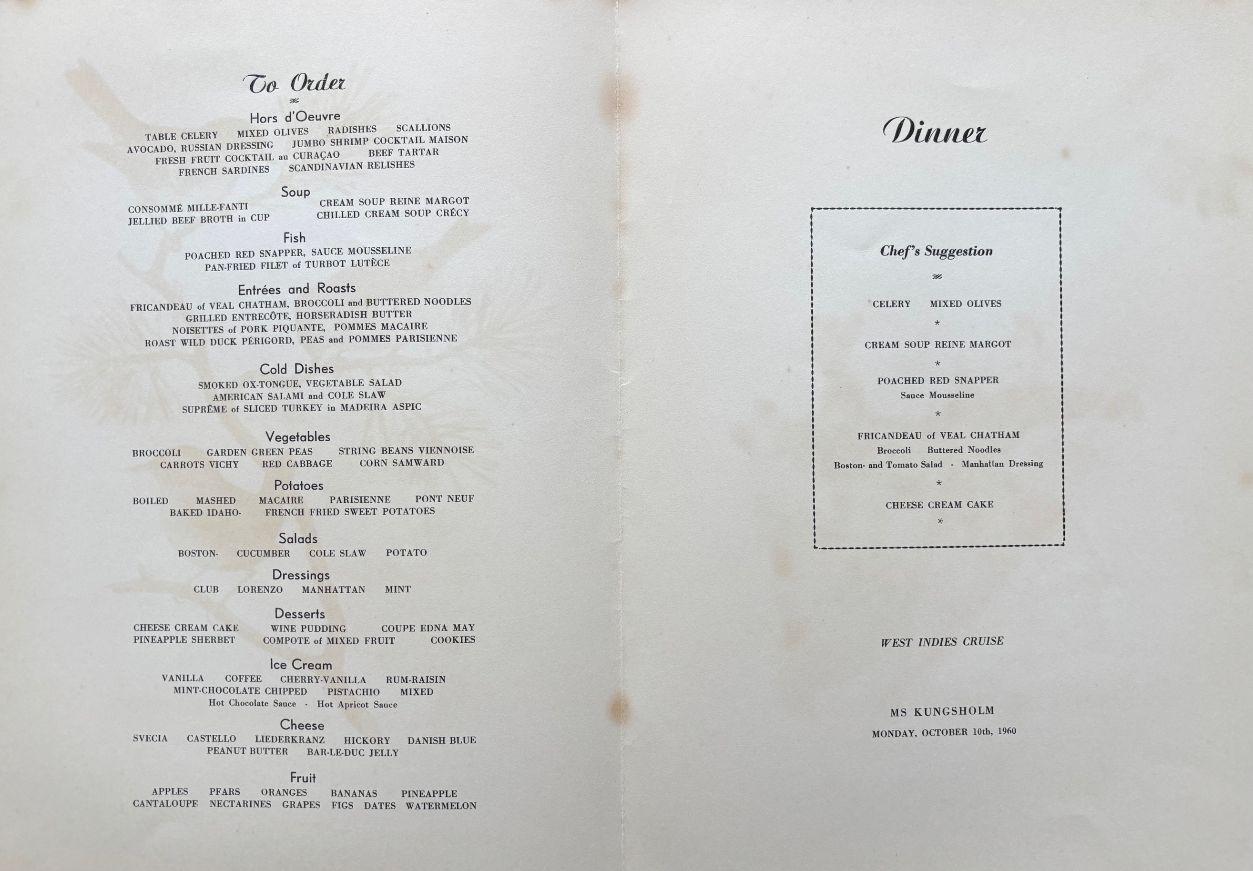 To Order
Hors d'Oeuvre
TABLE CELERY MIXED OLIVES RADISHES SCALLIONS
AVOCADO, RUSSIAN DRESSING JUMBO SHRIMP COCKTAIL MAISON
FRESH FRUIT COCKTAIL au CURAÇAO BEEF TARTAR
FRENCH SARDINES SCANDINAVIAN RELISHES
Soup
CONSOMMÉ MILLE-FANTI CREAM SOUP REINE MARGOT
JELLIED BEEF BROTH in CUP CHILLED CREAM SOUP CRÉCY
Fish
POACHED RED SNAPPER, SAUCE MOUSSELINE
PAN-FRIED FILET of TURBOT LUTÈCE
Entrées and Roasts
FRICANDEAU of VEAL CHATHAM, BROCCOLI and BUTTERED NOODLES
GRILLED ENTRECÔTE, HORSERADISH BUTTER
NOISETTES of PORK PIQUANTE, POMMES MACAIRE
ROAST WILD DUCK PÉRIGORD, PEAS and POMMES PARISIENNE
Cold Dishes
SMOKED OX-TONGUE, VEGETABLE SALAD
AMERICAN SALAMI and COLE SLAW
SUPRÊME of SLICED TURKEY in MADEIRA ASPIC
Vegetables
BROCCOLI GARDEN GREEN PEAS STRING BEANS VIENNOISE
CARROTS VICHY RED CABBAGE CORN SAMWARD
Potatoes
BOILED MASHED MACAIRE PARISIENNE PONT NEUF
BAKED IDAHO- FRENCH FRIED SWEET POTATOES
Salads
BOSTON- CUCUMBER COLE SLAW POTATO
Dressings
CLUB LORENZO MANHATTAN MINT
Desserts
CHEESE CREAM CAKE WINE PUDDING COUPE EDNA MAY
PINEAPPLE SHERBET COMPOTE of MIXED FRUIT COOKIES
Ice Cream
VANILLA COFFEE CHERRY-VANILLA RUM-RAISIN
MINT-CHOCOLATE CHIPPED PISTACHIO MIXED
Hot Chocolate Sauce - Hot Apricot Sauce
Cheese
SVECIA CASTELLO LIEDERKRANZ HICKORY DANISH BLUE
PEANUT BUTTER BAR-LE-DUC JELLY
Fruit
APPLES PEARS ORANGES BANANAS PINEAPPLE
CANTALOUPE NECTARINES GRAPES FIGS DATES WATERMELON
Dinner
Chef's Suggestion
CELERY MIXED OLIVES
*
CREAM SOUP REINE MARGOT
*
POACHED RED SNAPPER
Sauce Mousseline
*
FRICANDEAU of VEAL CHATHAM
Broccoli Buttered Noodles
Boston- and Tomato Salad - Manhattan Dressing
*
CHEESE CREAM CAKE
*
WEST INDIES CRUISE
MS KUNGSHOLM
MONDAY, OCTOBER 10th, 1960